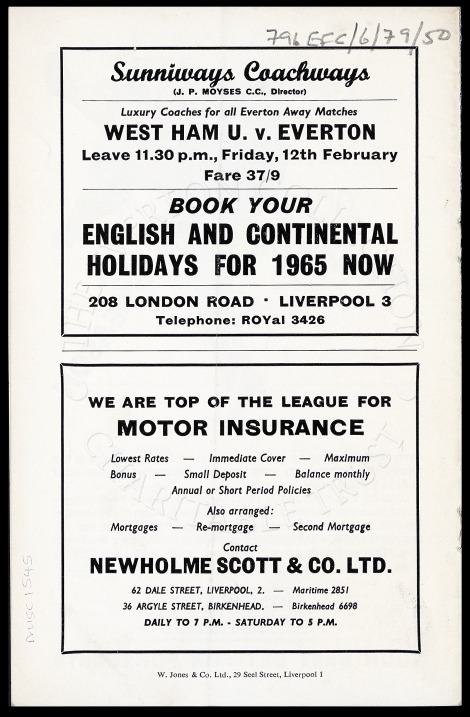 796 EFC/6/79/50
Sunniways Coachways
(J. P. MOYSES C.C., Director)
Luxury Coaches for all Everton Away Matches
WEST HAM U. v. EVERTON
Leave 11.30 p.m., Friday, 12th February
Fare 37/9
BOOK YOUR
ENGLISH AND CONTINENTAL
HOLIDAYS FOR 1965 NOW
208 LONDON ROAD · LIVERPOOL 3
Telephone: ROYal 3426
THE EVERTON COLLECTION
CHARITABLE TRUST
WE ARE TOP OF THE LEAGUE FOR
MOTOR INSURANCE
Lowest Rates — Immediate Cover — Maximum
Bonus — Small Deposit — Balance monthly
Annual or Short Period Policies
Also arranged:
Mortgages — Re-mortgage — Second Mortgage
Contact
NEWHOLME SCOTT & CO. LTD.
62 DALE STREET, LIVERPOOL, 2. — Maritime 2851
36 ARGYLE STREET, BIRKENHEAD. — Birkenhead 6698
DAILY TO 7 P.M. - SATURDAY TO 5 P.M.
W. Jones & Co. Ltd., 29 Seel Street, Liverpool 1